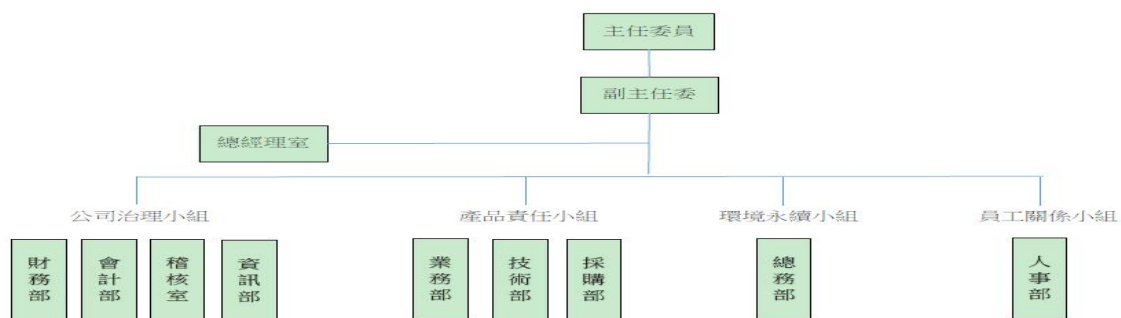 主任委員
副主任委
總經理室
公司治理小組
產品責任小組
環境永續小組
員工關係小組
財務部
會計部
稽核室
資訊部
業務部
技術部
採購部
總務部
人事部